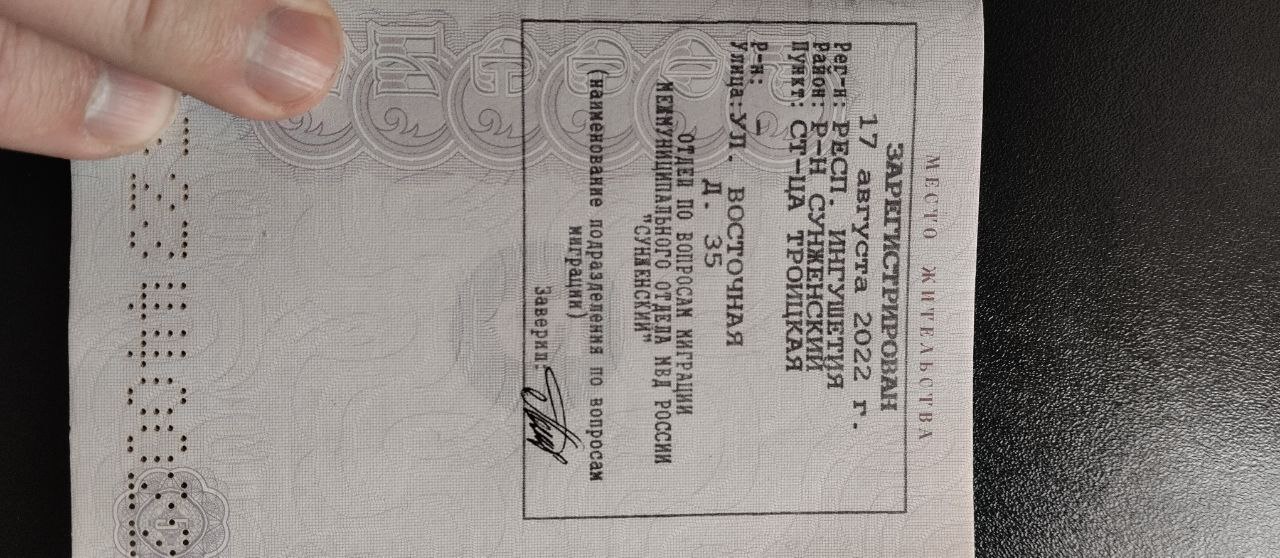 МЕСТО ЖИТЕЛЬСТВА
ЗАРЕГИСТРИРОВАН
17 августа 2022 г.
Рег-н: РЕСП. ИНГУШЕТИЯ
Район: Р-Н СУНЖЕНСКИЙ
Пункт: СТ-ЦА ТРОИЦКАЯ
Р-н: –
Улица: УЛ. ВОСТОЧНАЯ
Д. 35
ОТДЕЛ ПО ВОПРОСАМ МИГРАЦИИ
МЕЖМУНИЦИПАЛЬНОГО ОТДЕЛА МВД РОССИИ
"СУНЖЕНСКИЙ"
(наименование подразделения по вопросам
миграции)
Заверил:
5